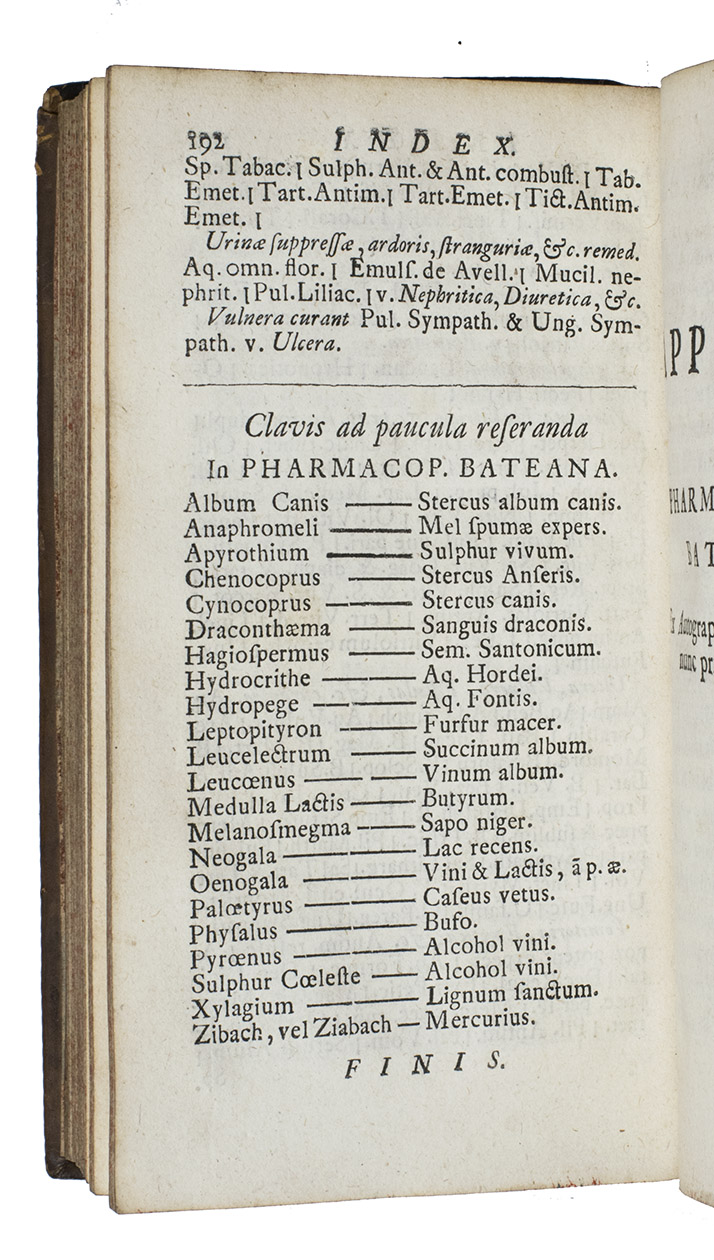 192 INDEX.
Sp. Tabac. ⁅ Sulph. Ant. & Ant. combuſt. ⁅ Tab.
Emet. ⁅ Tart. Antim. ⁅ Tart. Emet. ⁅ Tict. Antim.
Emet. ⁅
Urinæ ſuppreſſæ, ardoris, ſtranguriæ, &c. remed.
Aq. omn. flor. ⁅ Emulſ. de Avell. ⁅ Mucil. ne-
phrit. ⁅ Pul. Liliac. ⁅ v. Nephritica, Diuretica, &c.
Vulnera curant Pul. Sympath. & Ung. Sym-
path. v. Ulcera.
Clavis ad paucula reſeranda
In PHARMACOP. BATEANA.
Album Canis —— Stercus album canis.
Anaphromeli —— Mel ſpumæ expers.
Apyrothium —— Sulphur vivum.
Chenocoprus —— Stercus Anſeris.
Cynocoprus —— Stercus canis.
Draconthæma —— Sanguis draconis.
Hagioſpermus —— Sem. Santonicum.
Hydrocrithe —— Aq. Hordei.
Hydropege —— Aq. Fontis.
Leptopityron —— Furfur macer.
Leucelectrum —— Succinum album.
Leucœnus —— Vinum album.
Medulla Lactis —— Butyrum.
Melanoſmegma —— Sapo niger.
Neogala —— Lac recens.
Oenogala —— Vini & Lactis, ā p. æ.
Palœtyrus —— Caſeus vetus.
Phyſalus —— Bufo.
Pyrœnus —— Alcohol vini.
Sulphur Cœleſte —— Alcohol vini.
Xylagium —— Lignum ſanctum.
Zibach, vel Ziabach — Mercurius.
FINIS.
PP
PHARM
BAT
nunc pr